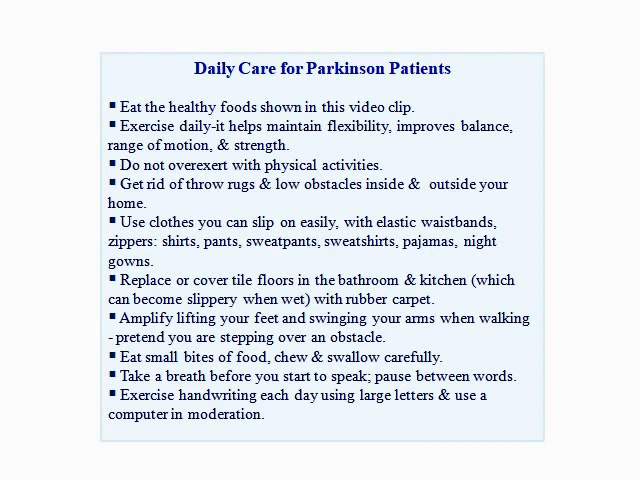 Daily Care for Parkinson Patients
▪ Eat the healthy foods shown in this video clip.
▪ Exercise daily-it helps maintain flexibility, improves balance,
range of motion, & strength.
▪ Do not overexert with physical activities.
▪ Get rid of throw rugs & low obstacles inside & outside your
home.
▪ Use clothes you can slip on easily, with elastic waistbands,
zippers: shirts, pants, sweatpants, sweatshirts, pajamas, night
gowns.
▪ Replace or cover tile floors in the bathroom & kitchen (which
can become slippery when wet) with rubber carpet.
▪ Amplify lifting your feet and swinging your arms when walking
- pretend you are stepping over an obstacle.
▪ Eat small bites of food, chew & swallow carefully.
▪ Take a breath before you start to speak; pause between words.
▪ Exercise handwriting each day using large letters & use a
computer in moderation.